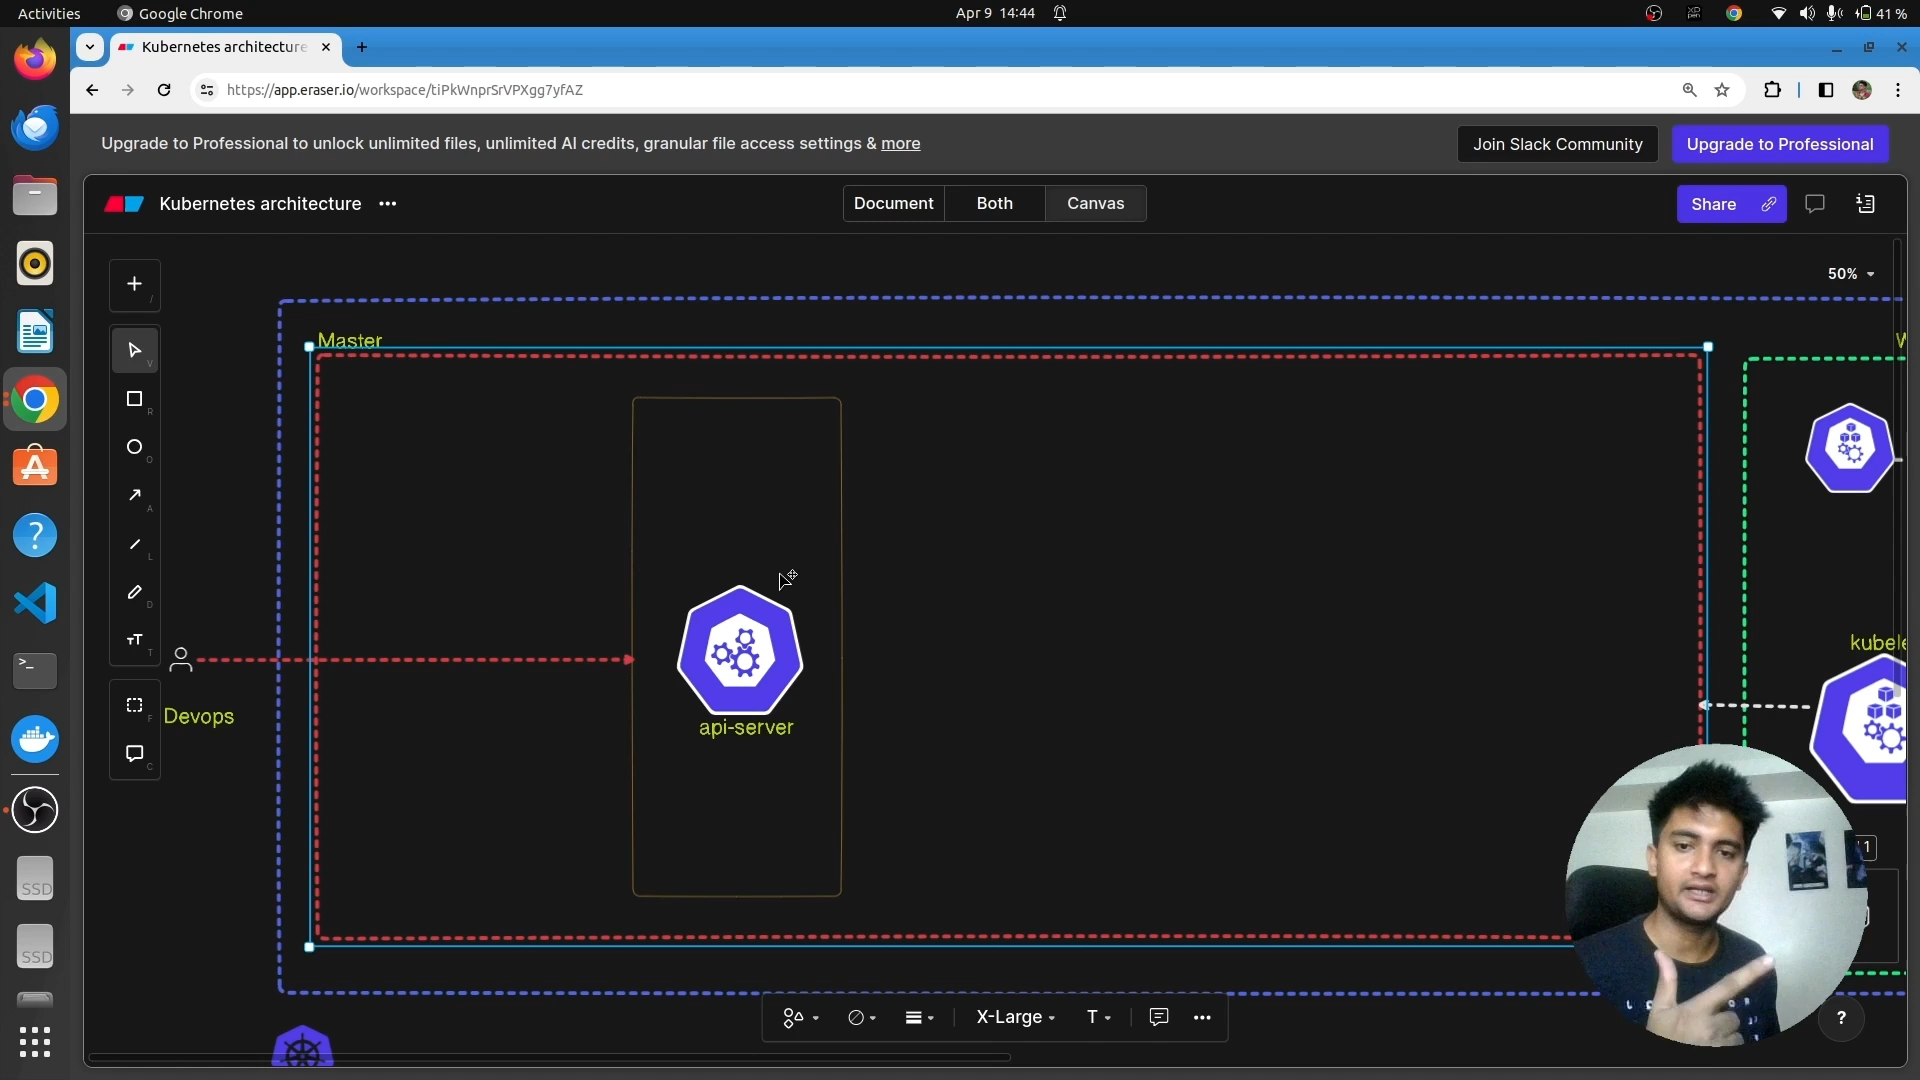 Activities
Google Chrome
Apr 9 14:44
41 %
Kubernetes architecture
https://app.eraser.io/workspace/tiPkWnprSrVPXgg7yfAZ
Upgrade to Professional to unlock unlimited files, unlimited AI credits, granular file access settings & more
Join Slack Community
Upgrade to Professional
Kubernetes architecture
Document
Both
Canvas
Share
50%
/
V
R
O
A
L
D
T
F
C
Master
Devops
api-server
SSD
SSD
X-Large
T
?